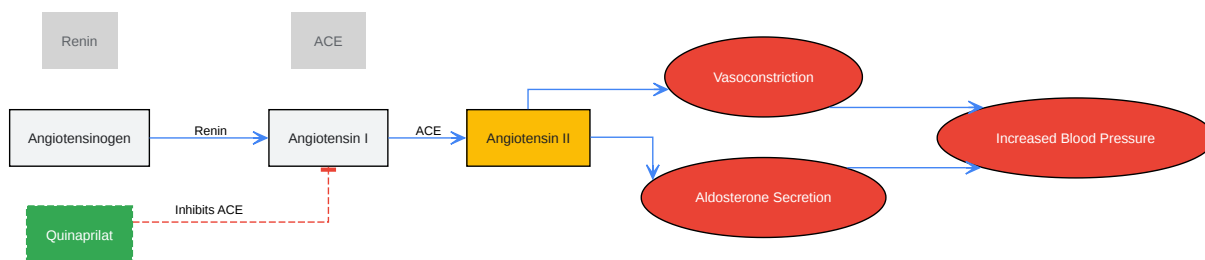 Renin
ACE
Vasoconstriction
Angiotensinogen
Renin
Angiotensin I
ACE
Angiotensin II
Increased Blood Pressure
Aldosterone Secretion
Inhibits ACE
Quinaprilat